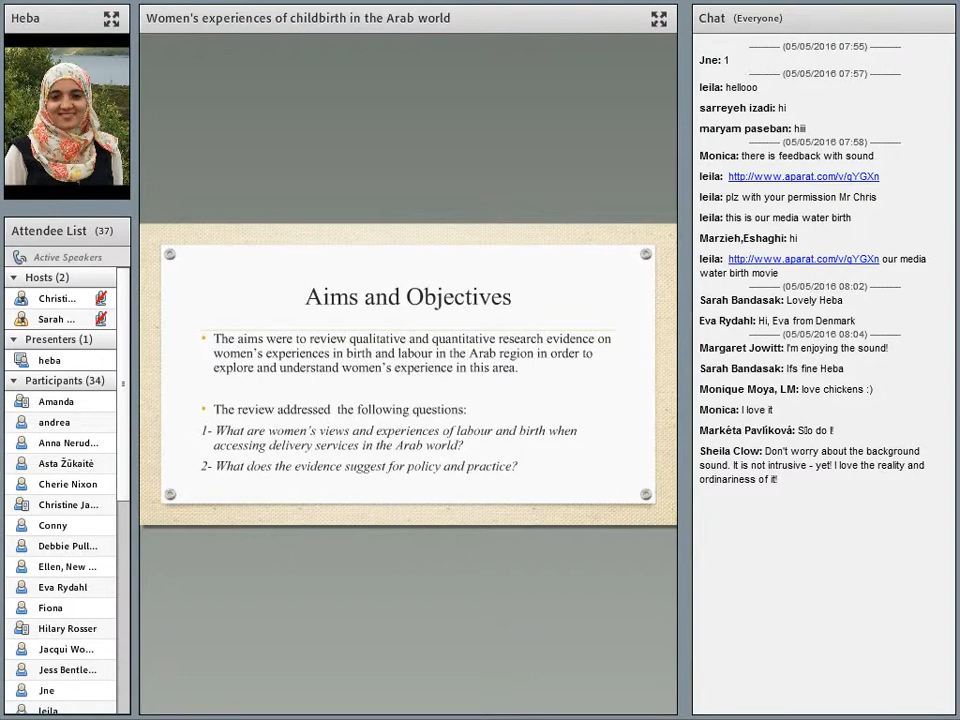 Heba
Attendee List (37)
Active Speakers
Hosts (2)
Christi...
Sarah ...
Presenters (1)
heba
Participants (34)
Amanda
andrea
Anna Nerud...
Asta Žūkaitė
Cherie Nixon
Christine Ja...
Conny
Debbie Pull...
Ellen, New ...
Eva Rydahl
Fiona
Hilary Rosser
Jacqui Wo...
Jess Bentle...
Jne
leila
Women's experiences of childbirth in the Arab world
Aims and Objectives
• The aims were to review qualitative and quantitative research evidence on
women's experiences in birth and labour in the Arab region in order to
explore and understand women's experience in this area.
• The review addressed the following questions:
1- What are women's views and experiences of labour and birth when
accessing delivery services in the Arab world?
2- What does the evidence suggest for policy and practice?
Chat (Everyone)
(05/05/2016 07:55)
Jne: 1
(05/05/2016 07:57)
leila: hellooo
sarreyeh izadi: hi
maryam paseban: hiii
(05/05/2016 07:58)
Monica: there is feedback with sound
leila: http://www.aparat.com/v/gYGXn
leila: plz with your permission Mr Chris
leila: this is our media water birth
Marzieh,Eshaghi: hi
leila: http://www.aparat.com/v/gYGXn our media
water birth movie
(05/05/2016 08:02)
Sarah Bandasak: Lovely Heba
Eva Rydahl: Hi, Eva from Denmark
(05/05/2016 08:04)
Margaret Jowitt: I'm enjoying the sound!
Sarah Bandasak: Its fine Heba
Monique Moya, LM: love chickens :)
Monica: I love it
Markéta Pavlíková: do I!
Sheila Clow: Don't worry about the background
sound. It is not intrusive - yet! I love the reality and
ordinariness of it!